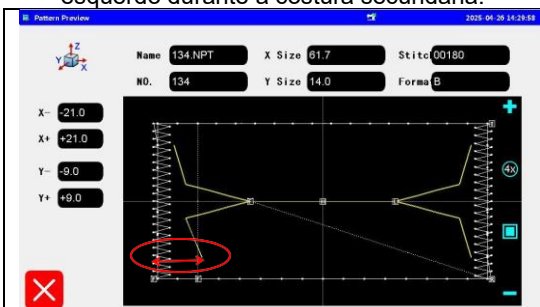 esquerdo durante a costura secundária.
Pattern Preview 2025-04-26 14:29:58
Name 134.NPT X Size 61.7 Stitc 00180
NO. 134 Y Size 14.0 Forma B
Z
Y
X
X- -21.0
X+ +21.0
Y- -9.0
Y+ +9.0
4X